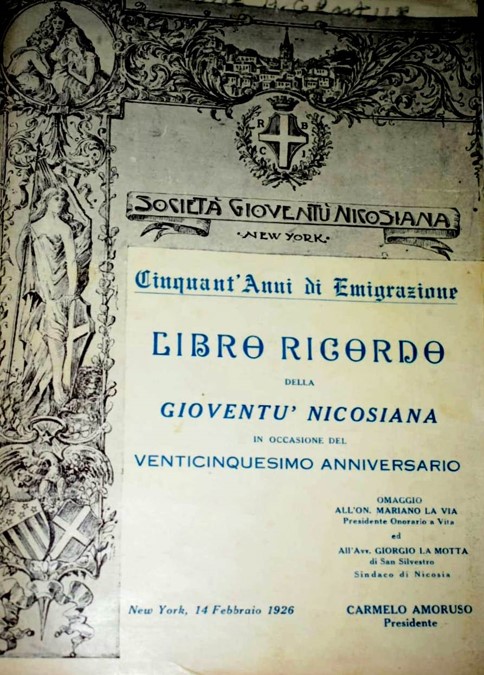 R B
C I
SOCIETÀ GIOVENTÙ NICOSIANA
· NEW YORK ·
Cinquant'Anni di Emigrazione
LIBRO RICORDO
DELLA
GIOVENTU' NICOSIANA
IN OCCASIONE DEL
VENTICINQUESIMO ANNIVERSARIO
OMAGGIO
ALL'ON. MARIANO LA VIA
Presidente Onorario a Vita
ed
All'Avv. GIORGIO LA MOTTA
di San Silvestro
Sindaco di Nicosia
New York, 14 Febbraio 1926
CARMELO AMORUSO
Presidente